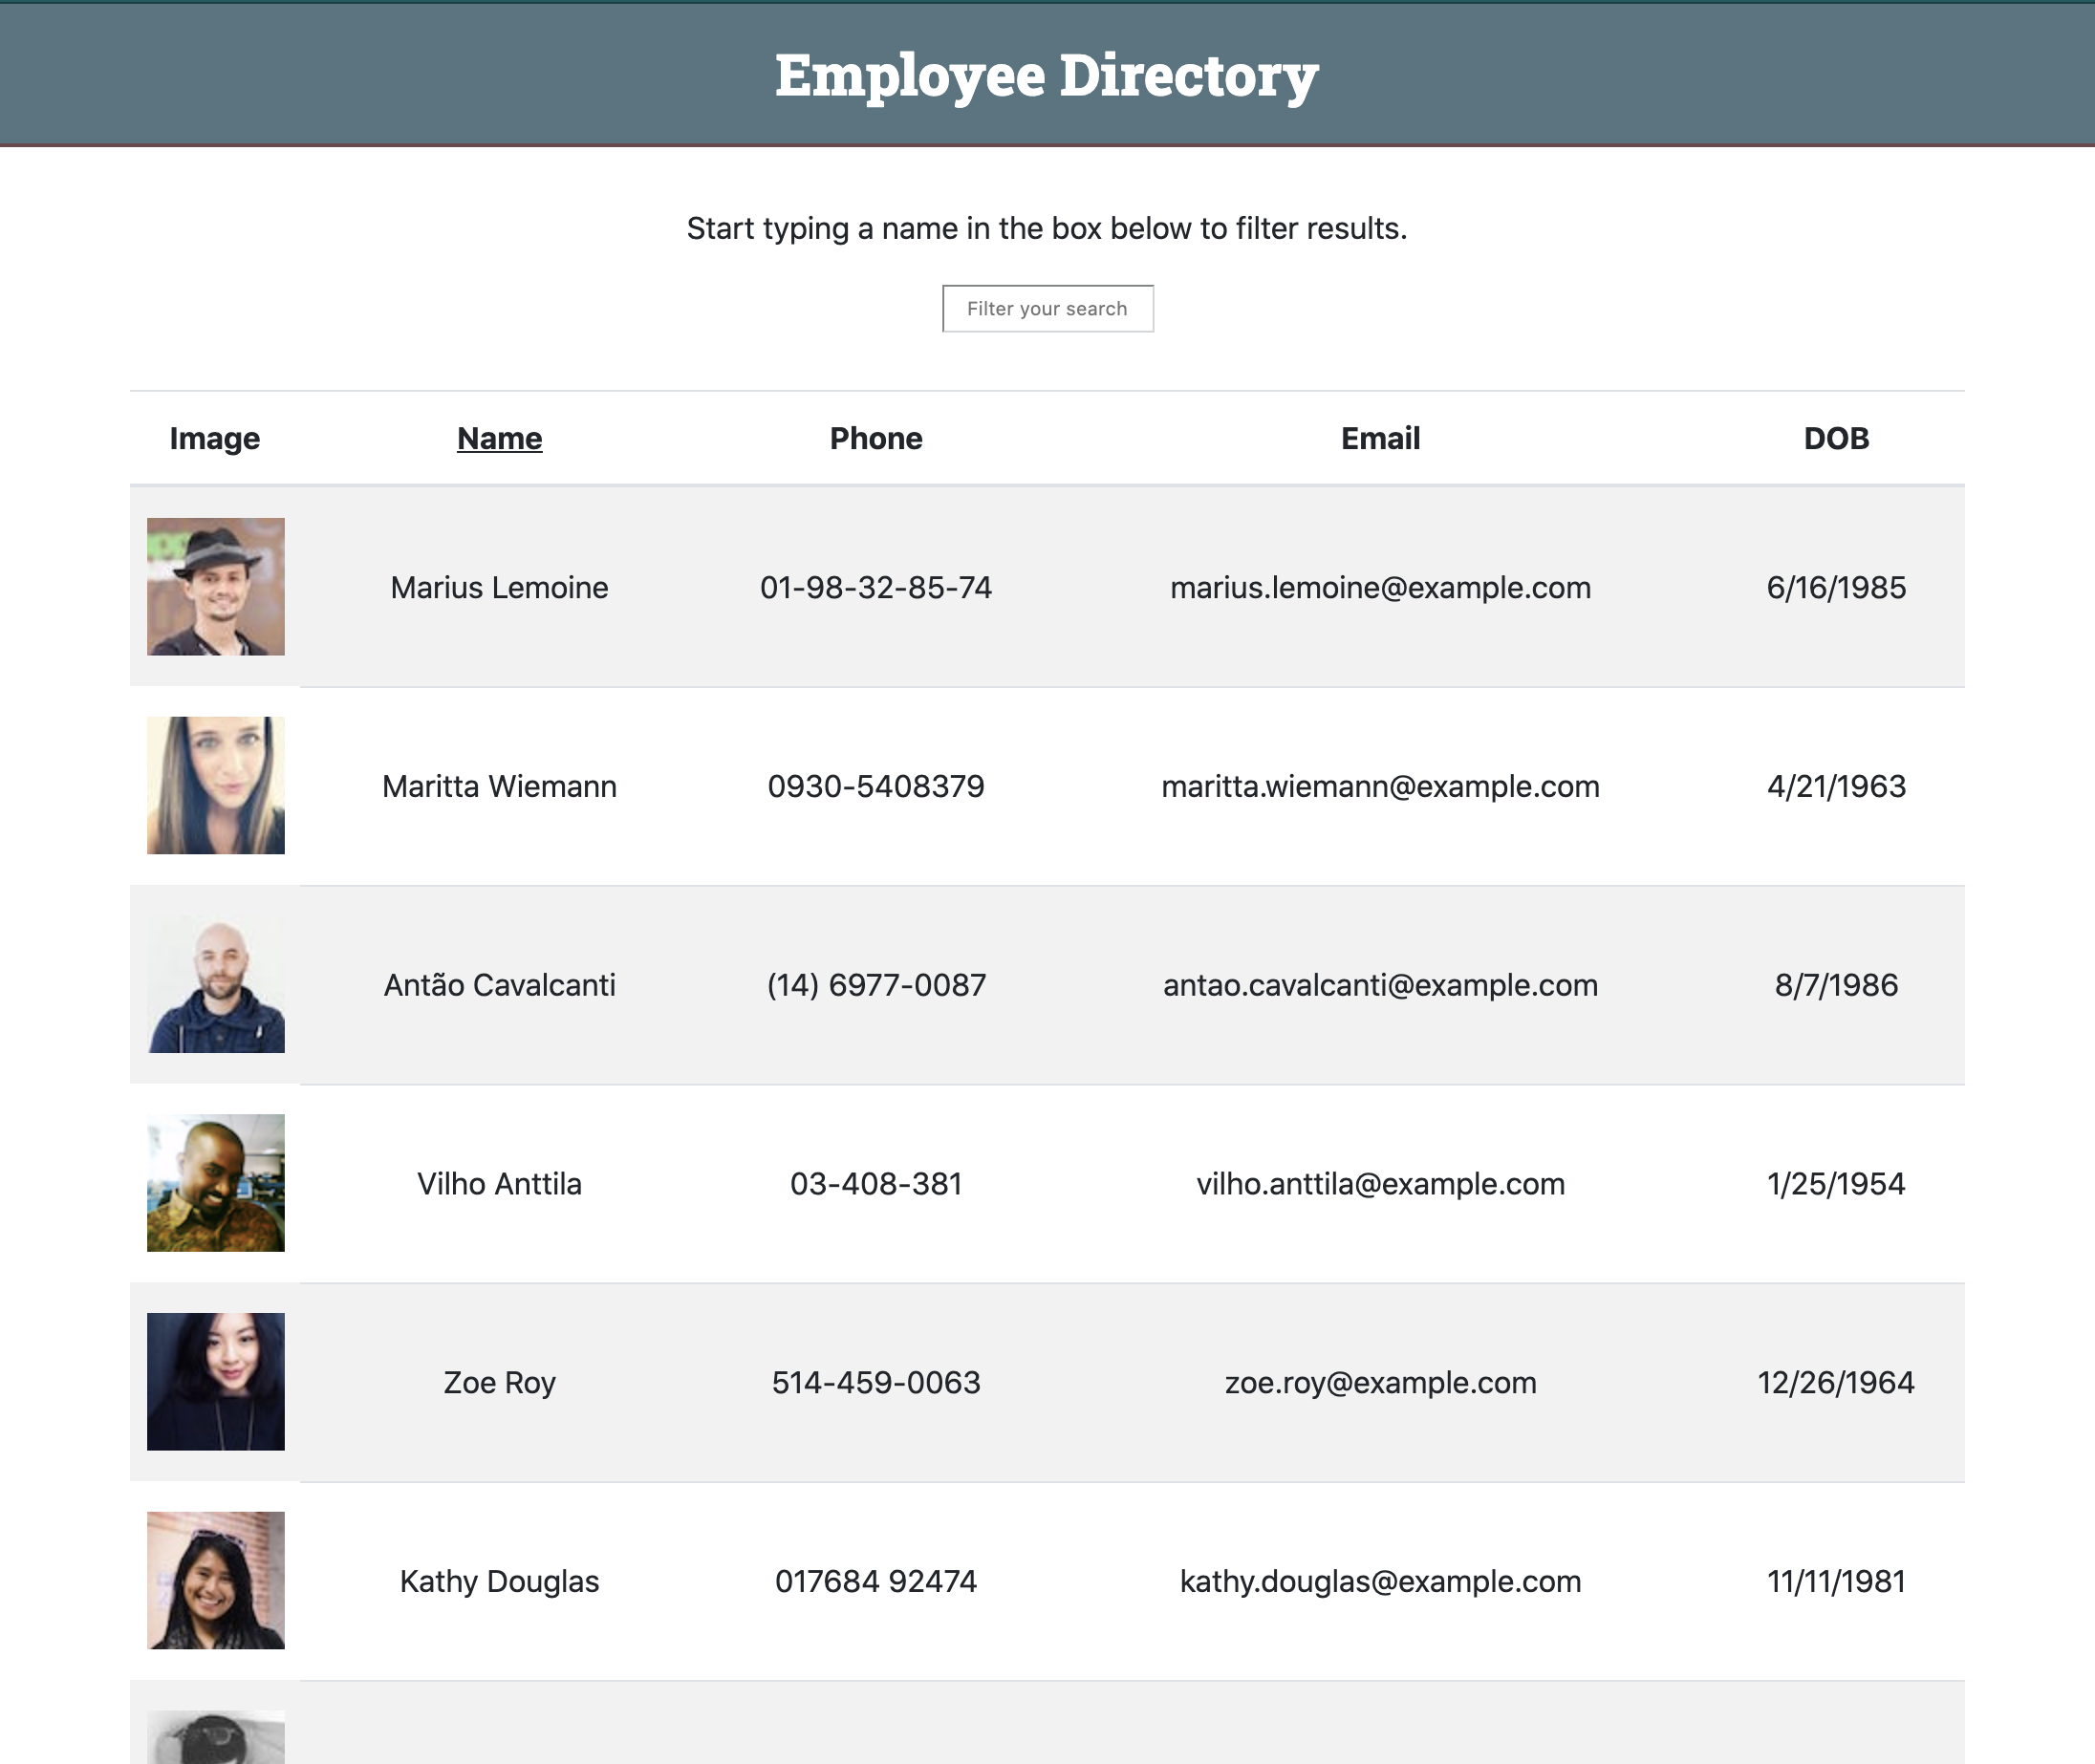 Employee Directory
Start typing a name in the box below to filter results.
Filter your search
Image Name Phone Email DOB
Marius Lemoine 01-98-32-85-74 marius.lemoine@example.com 6/16/1985
Maritta Wiemann 0930-5408379 maritta.wiemann@example.com 4/21/1963
Antão Cavalcanti (14) 6977-0087 antao.cavalcanti@example.com 8/7/1986
Vilho Anttila 03-408-381 vilho.anttila@example.com 1/25/1954
Zoe Roy 514-459-0063 zoe.roy@example.com 12/26/1964
Kathy Douglas 017684 92474 kathy.douglas@example.com 11/11/1981